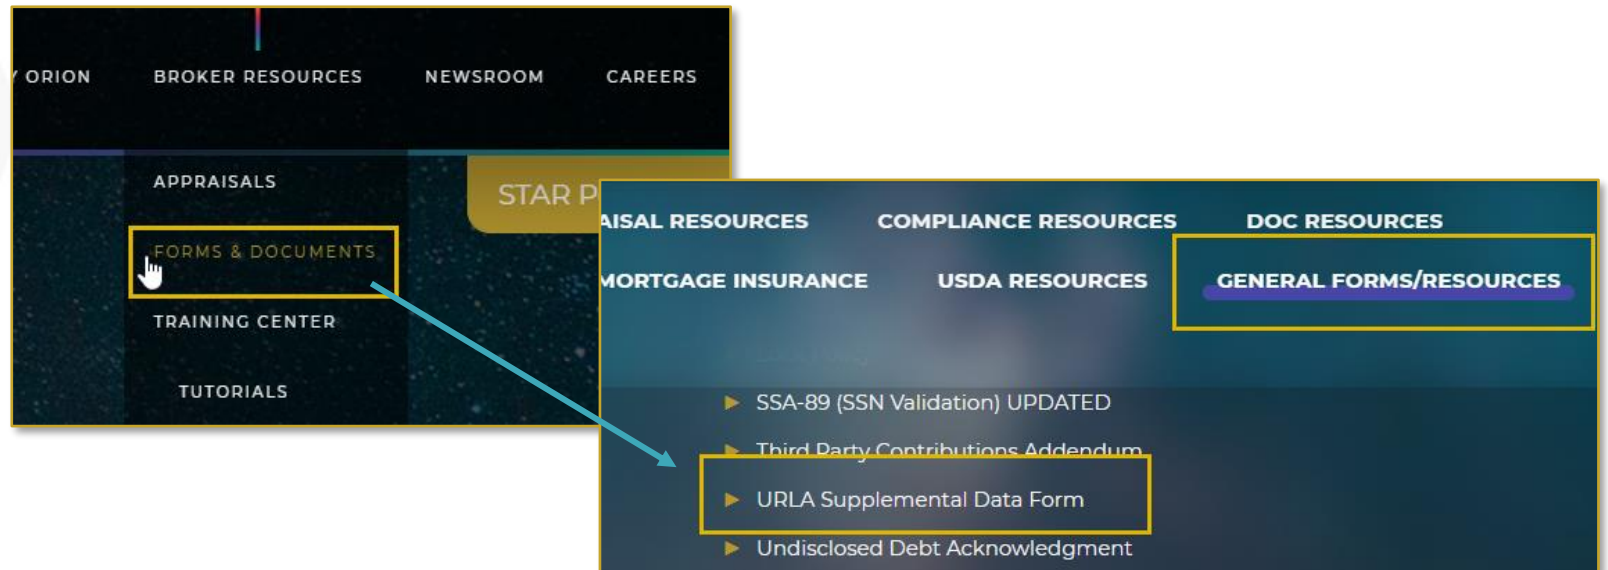 ORION BROKER RESOURCES NEWSROOM CAREERS
APPRAISALS
STAR P
FORMS & DOCUMENTS
TRAINING CENTER
TUTORIALS
AISAL RESOURCES COMPLIANCE RESOURCES DOC RESOURCES
MORTGAGE INSURANCE USDA RESOURCES GENERAL FORMS/RESOURCES
SSA-89 (SSN Validation) UPDATED
Third Party Contributions Addendum
URLA Supplemental Data Form
Undisclosed Debt Acknowledgment